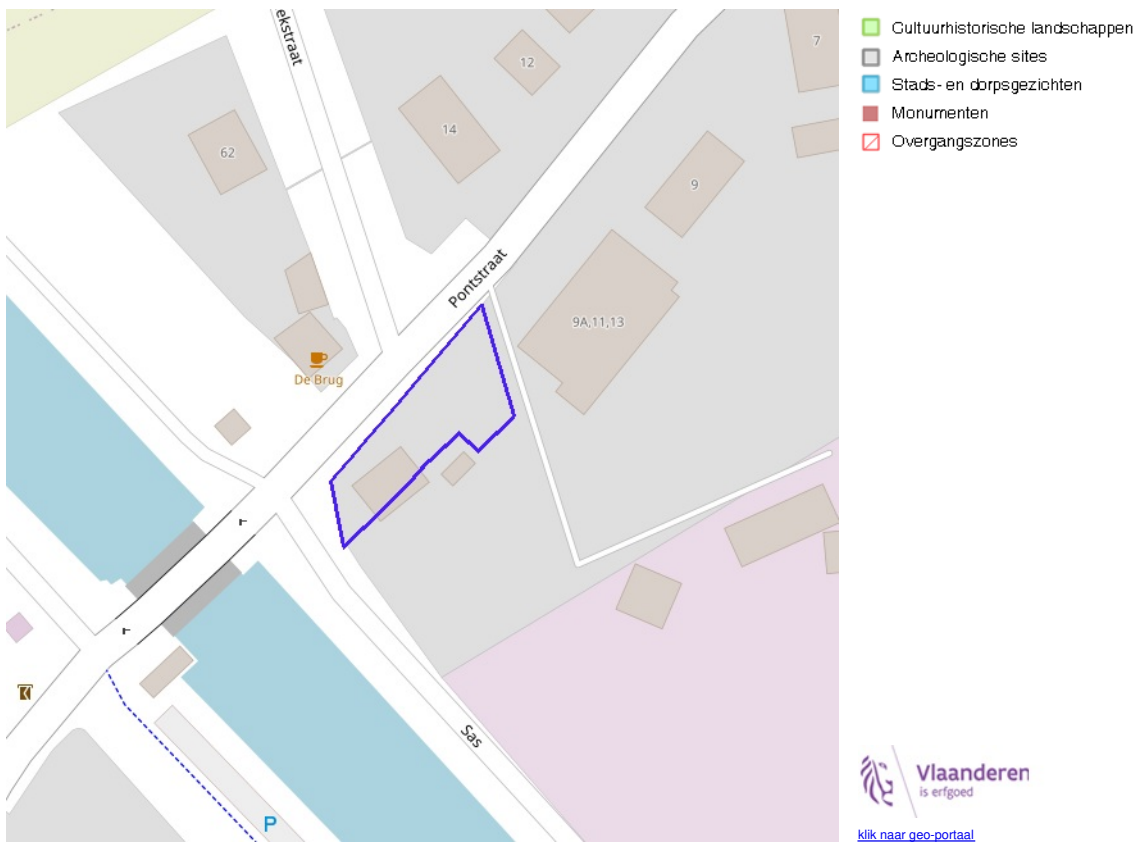 ekstraat
12
7
14
62
9
Pontstraat
9A,11,13
De Brug
Sas
P
Cultuurhistorische landschappen
Archeologische sites
Stads- en dorpsgezichten
Monumenten
Overgangszones
Vlaanderen
is erfgoed
klik naar geo-portaal